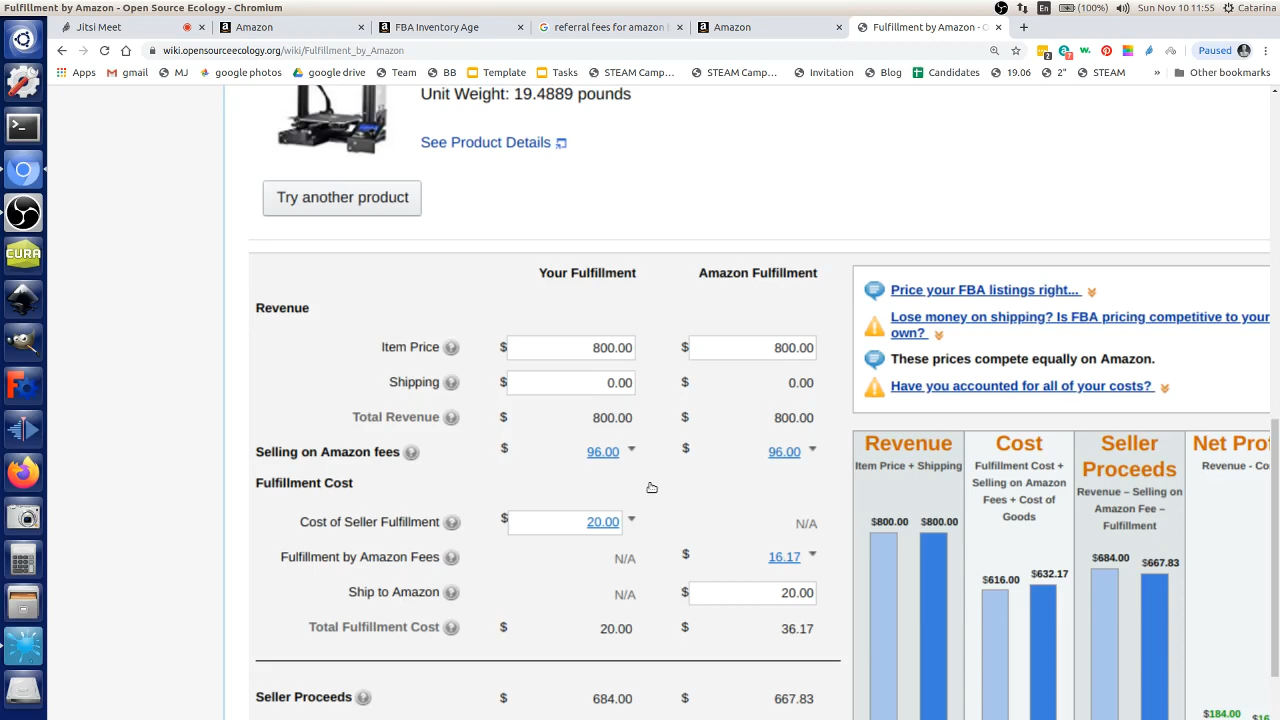 Fulfillment by Amazon - Open Source Ecology - Chromium
En (100%) Sun Nov 10 11:55 Catarina
Jitsi Meet × Amazon × FBA Inventory Age × referral fees for amazon × Amazon × Fulfillment by Amazon - O × +
wiki.opensourceecology.org/wiki/Fulfillment_by_Amazon Paused
Apps gmail MJ google photos google drive Team BB Template Tasks STEAM Camp... STEAM Camp... Invitation Blog Candidates 19.06 2" STEAM » Other bookmarks
Unit Weight: 19.4889 pounds
See Product Details
Try another product
Your Fulfillment Amazon Fulfillment
Revenue
Item Price $ 800.00 $ 800.00
Shipping $ 0.00 $ 0.00
Total Revenue $ 800.00 $ 800.00
Selling on Amazon fees $ 96.00 $ 96.00
Fulfillment Cost
Cost of Seller Fulfillment $ 20.00 N/A
Fulfillment by Amazon Fees N/A $ 16.17
Ship to Amazon N/A $ 20.00
Total Fulfillment Cost $ 20.00 $ 36.17
Seller Proceeds $ 684.00 $ 667.83
Price your FBA listings right...
Lose money on shipping? Is FBA pricing competitive to your
own?
These prices compete equally on Amazon.
Have you accounted for all of your costs?
Revenue
Item Price + Shipping
$800.00 $800.00
Cost
Fulfillment Cost +
Selling on Amazon
Fees + Cost of
Goods
$616.00 $632.17
Seller
Proceeds
Revenue – Selling on
Amazon Fee –
Fulfillment
$684.00 $667.83
Net Pro
Revenue - Co
$184.00 $16
CURA